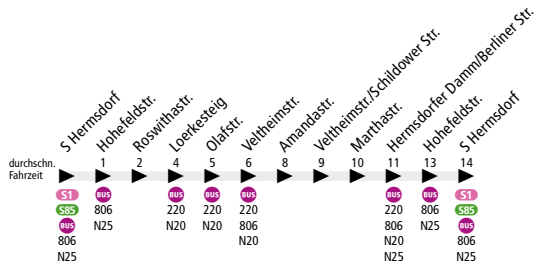 S Hermsdorf
Hohefeldstr.
Roswithastr.
Loerkesteig
Olafstr.
Veltheimstr.
Amandastr.
Veltheimstr./Schildower Str.
Marthastr.
Hermsdorfer Damm/Berliner Str.
Hohefeldstr.
S Hermsdorf
durchschn. 1 2 4 5 6 8 9 10 11 13 14
Fahrzeit
S1 BUS BUS BUS BUS BUS BUS S1
S85 806 220 220 220 220 806 S85
BUS N25 N20 N20 806 806 N25 BUS
806 N20 N20 806
N25 N25 N25